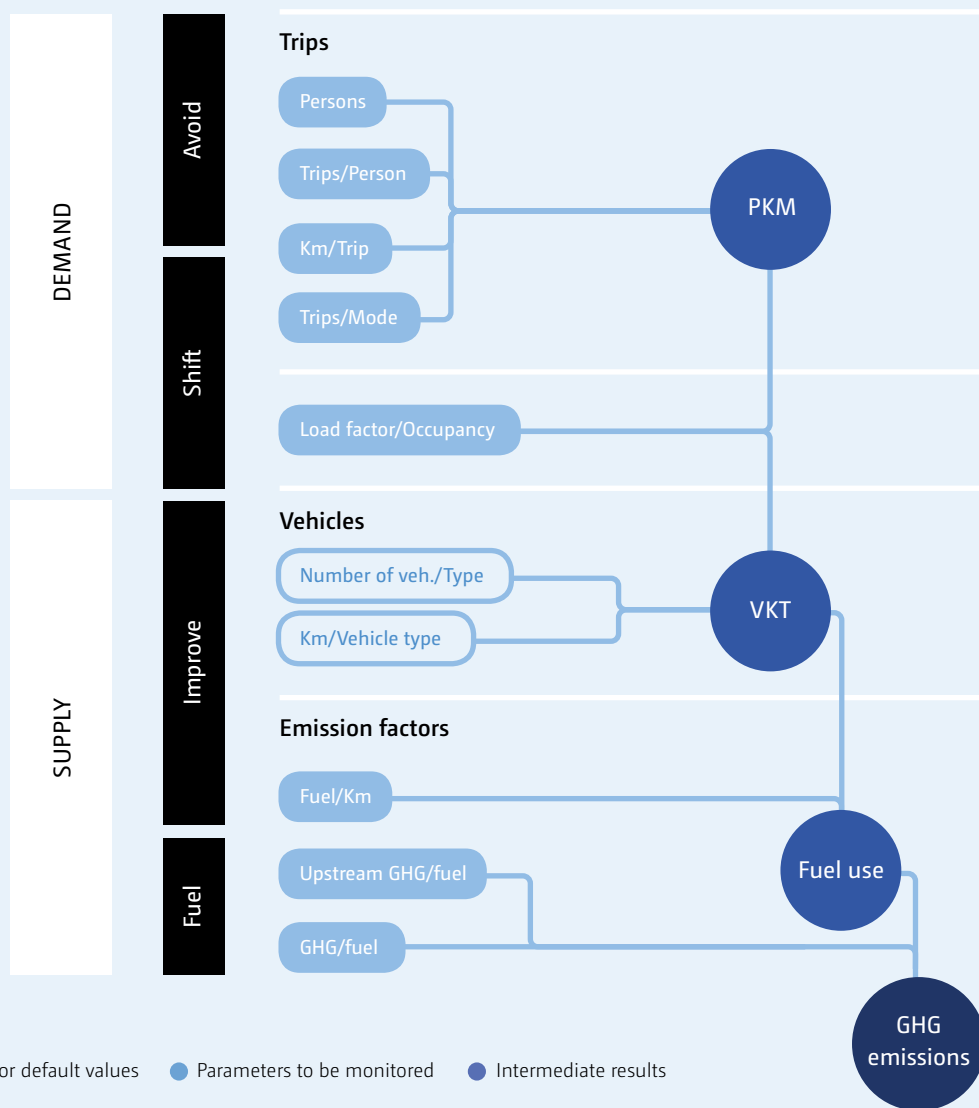 DEMAND
Avoid
Shift
Trips
Persons
Trips/Person
Km/Trip
Trips/Mode
PKM
Load factor/Occupancy
SUPPLY
Improve
Fuel
Vehicles
Number of veh./Type
Km/Vehicle type
VKT
Emission factors
Fuel/Km
Upstream GHG/fuel
GHG/fuel
Fuel use
GHG
emissions
or default values
Parameters to be monitored
Intermediate results